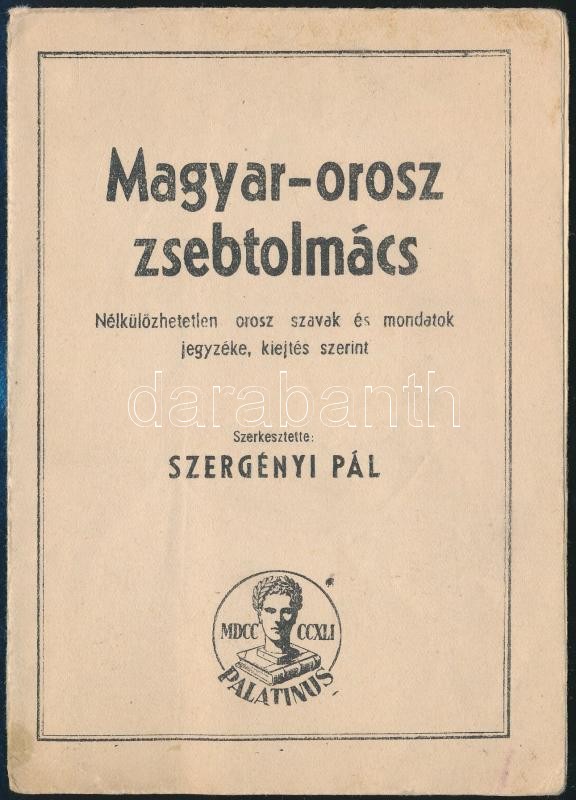 Magyar-orosz
zsebtolmács
Nélkülözhetetlen orosz szavak és mondatok
jegyzéke, kiejtés szerint
darabanth
Szerkesztette:
SZERGÉNYI PÁL
MDCC CCXLI
PALATINUS